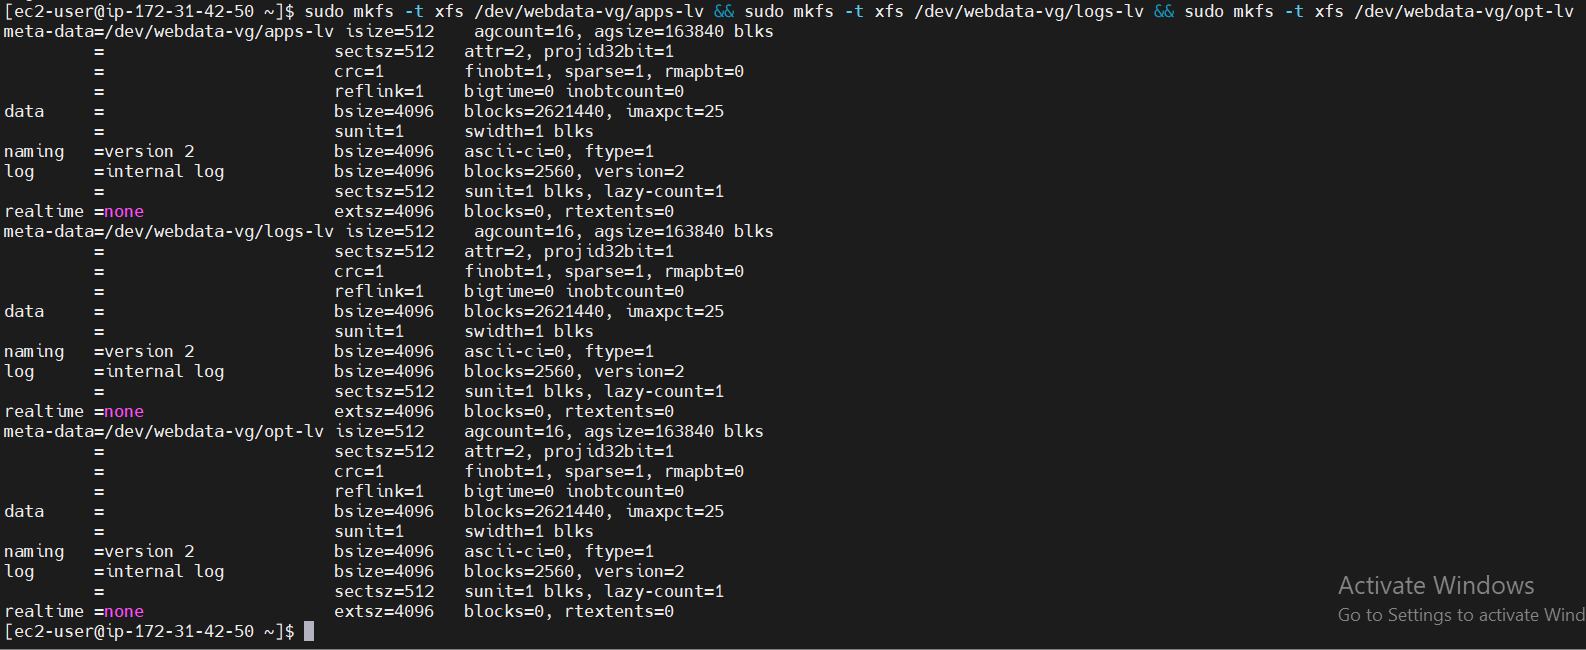 [ec2-user@ip-172-31-42-50 ~]$ sudo mkfs -t xfs /dev/webdata-vg/apps-lv && sudo mkfs -t xfs /dev/webdata-vg/logs-lv && sudo mkfs -t xfs /dev/webdata-vg/opt-lv
meta-data=/dev/webdata-vg/apps-lv isize=512    agcount=16, agsize=163840 blks
         =                       sectsz=512   attr=2, projid32bit=1
         =                       crc=1        finobt=1, sparse=1, rmapbt=0
         =                       reflink=1    bigtime=0 inobtcount=0
data     =                       bsize=4096   blocks=2621440, imaxpct=25
         =                       sunit=1      swidth=1 blks
naming   =version 2              bsize=4096   ascii-ci=0, ftype=1
log      =internal log           bsize=4096   blocks=2560, version=2
         =                       sectsz=512   sunit=1 blks, lazy-count=1
realtime =none                   extsz=4096   blocks=0, rtextents=0
meta-data=/dev/webdata-vg/logs-lv isize=512    agcount=16, agsize=163840 blks
         =                       sectsz=512   attr=2, projid32bit=1
         =                       crc=1        finobt=1, sparse=1, rmapbt=0
         =                       reflink=1    bigtime=0 inobtcount=0
data     =                       bsize=4096   blocks=2621440, imaxpct=25
         =                       sunit=1      swidth=1 blks
naming   =version 2              bsize=4096   ascii-ci=0, ftype=1
log      =internal log           bsize=4096   blocks=2560, version=2
         =                       sectsz=512   sunit=1 blks, lazy-count=1
realtime =none                   extsz=4096   blocks=0, rtextents=0
meta-data=/dev/webdata-vg/opt-lv isize=512    agcount=16, agsize=163840 blks
         =                       sectsz=512   attr=2, projid32bit=1
         =                       crc=1        finobt=1, sparse=1, rmapbt=0
         =                       reflink=1    bigtime=0 inobtcount=0
data     =                       bsize=4096   blocks=2621440, imaxpct=25
         =                       sunit=1      swidth=1 blks
naming   =version 2              bsize=4096   ascii-ci=0, ftype=1
log      =internal log           bsize=4096   blocks=2560, version=2
         =                       sectsz=512   sunit=1 blks, lazy-count=1
realtime =none                   extsz=4096   blocks=0, rtextents=0
[ec2-user@ip-172-31-42-50 ~]$
Activate Windows
Go to Settings to activate Wind